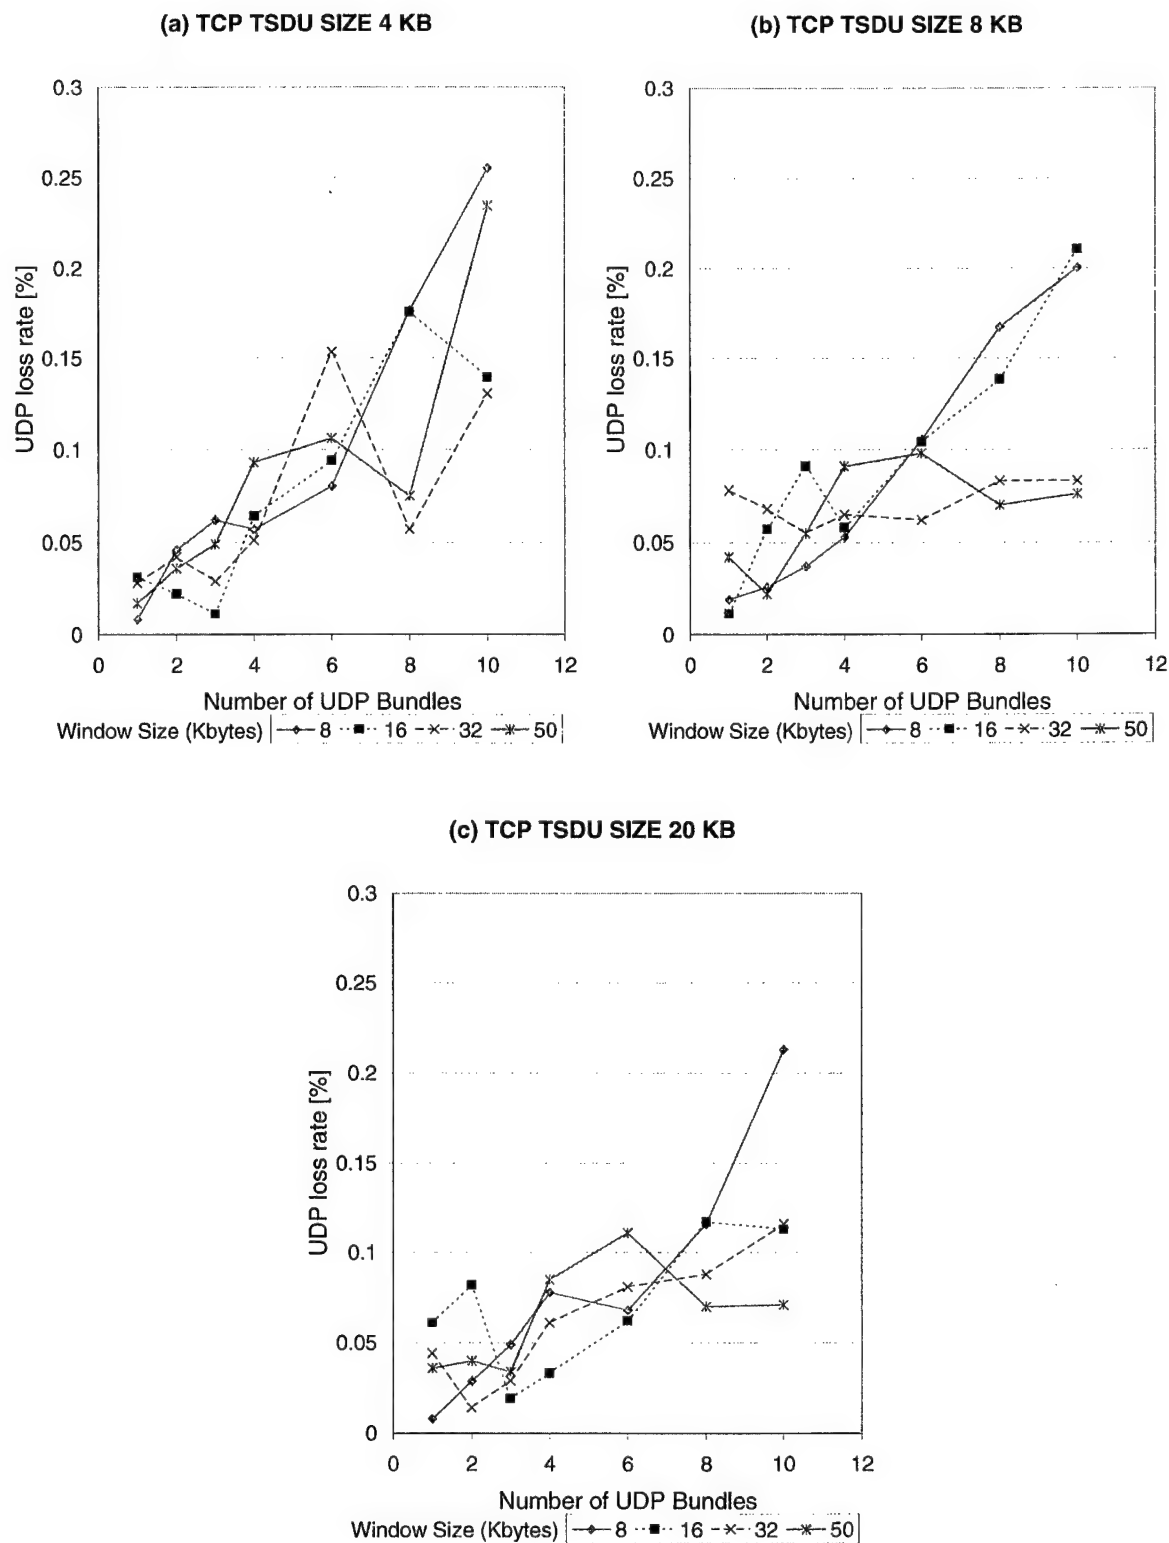 (a) TCP TSDU SIZE 4 KB
0.3
0.25
0.2
0.15
0.1
0.05
0
UDP loss rate [%]
0 2 4 6 8 10 12
Number of UDP Bundles
Window Size (Kbytes) 8 16 32 50
(b) TCP TSDU SIZE 8 KB
0.3
0.25
0.2
0.15
0.1
0.05
0
UDP loss rate [%]
0 2 4 6 8 10 12
Number of UDP Bundles
Window Size (Kbytes) 8 16 32 50
(c) TCP TSDU SIZE 20 KB
0.3
0.25
0.2
0.15
0.1
0.05
0
UDP loss rate [%]
0 2 4 6 8 10 12
Number of UDP Bundles
Window Size (Kbytes) 8 16 32 50